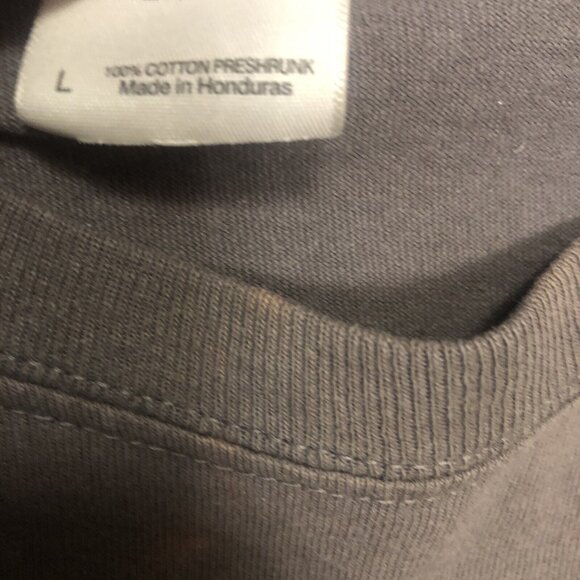 100% COTTON PRESHRUNK
L Made in Honduras